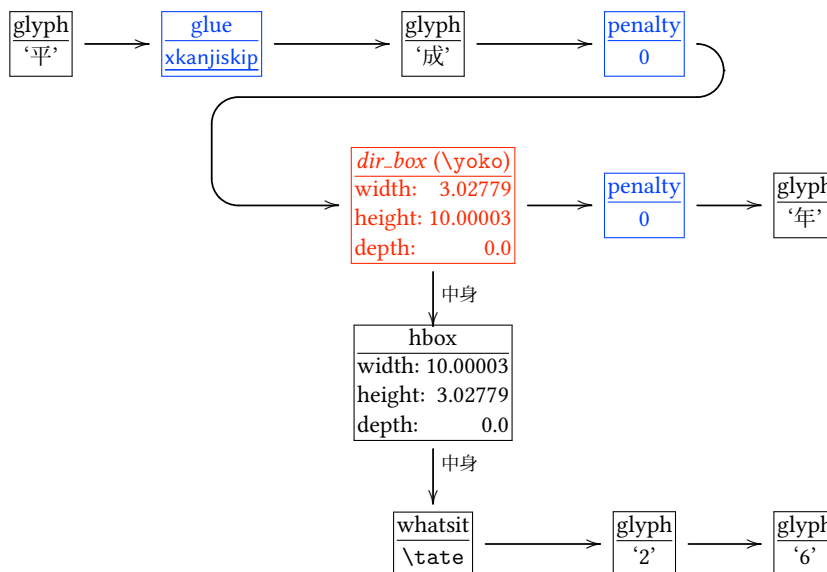 glyph
‘平’
glue
xkanjiskip
glyph
‘成’
penalty
0
dir_box (\yoko)
width: 3.02779
height: 10.00003
depth: 0.0
penalty
0
glyph
‘年’
中身
hbox
width: 10.00003
height: 3.02779
depth: 0.0
中身
whatsit
\tate
glyph
‘2’
glyph
‘6’